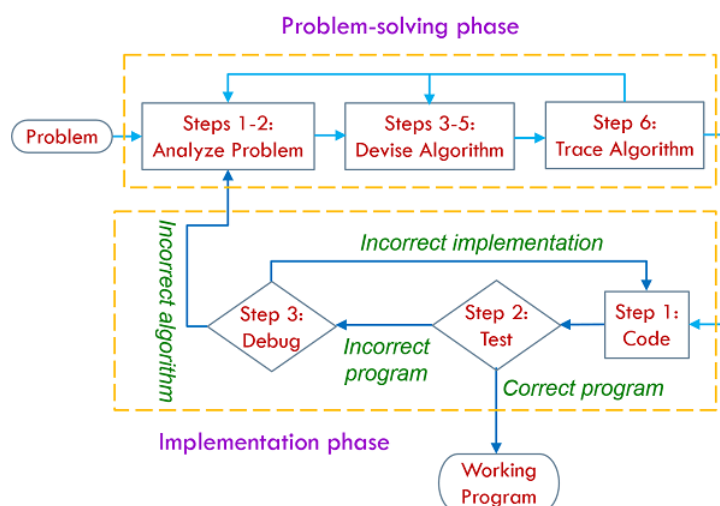 Problem-solving phase
Problem
Steps 1-2:
Analyze Problem
Steps 3-5:
Devise Algorithm
Step 6:
Trace Algorithm
Incorrect algorithm
Incorrect implementation
Step 3:
Debug
Incorrect
program
Step 2:
Test
Step 1:
Code
Correct program
Implementation phase
Working
Program